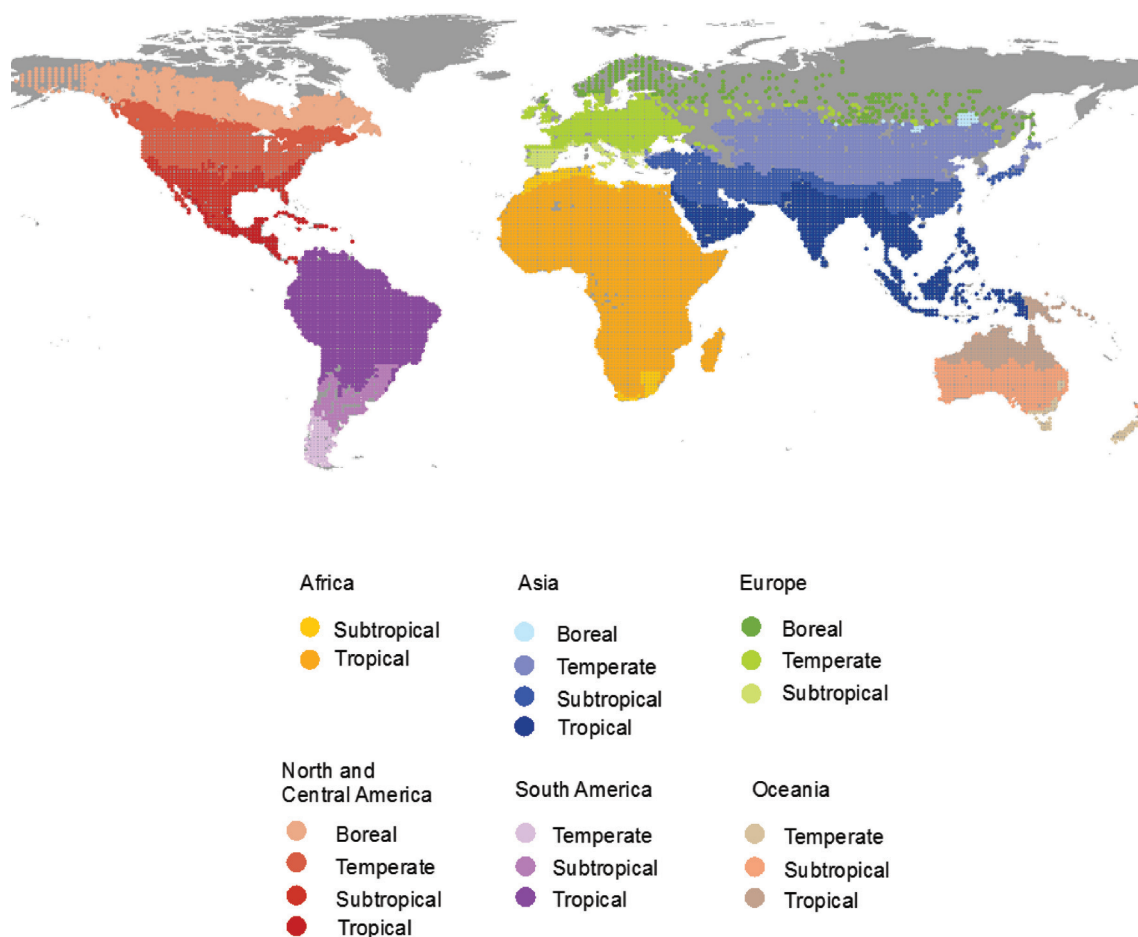 Africa
Subtropical
Tropical
Asia
Boreal
Temperate
Subtropical
Tropical
Europe
Boreal
Temperate
Subtropical
North and
Central America
Boreal
Temperate
Subtropical
Tropical
South America
Temperate
Subtropical
Tropical
Oceania
Temperate
Subtropical
Tropical